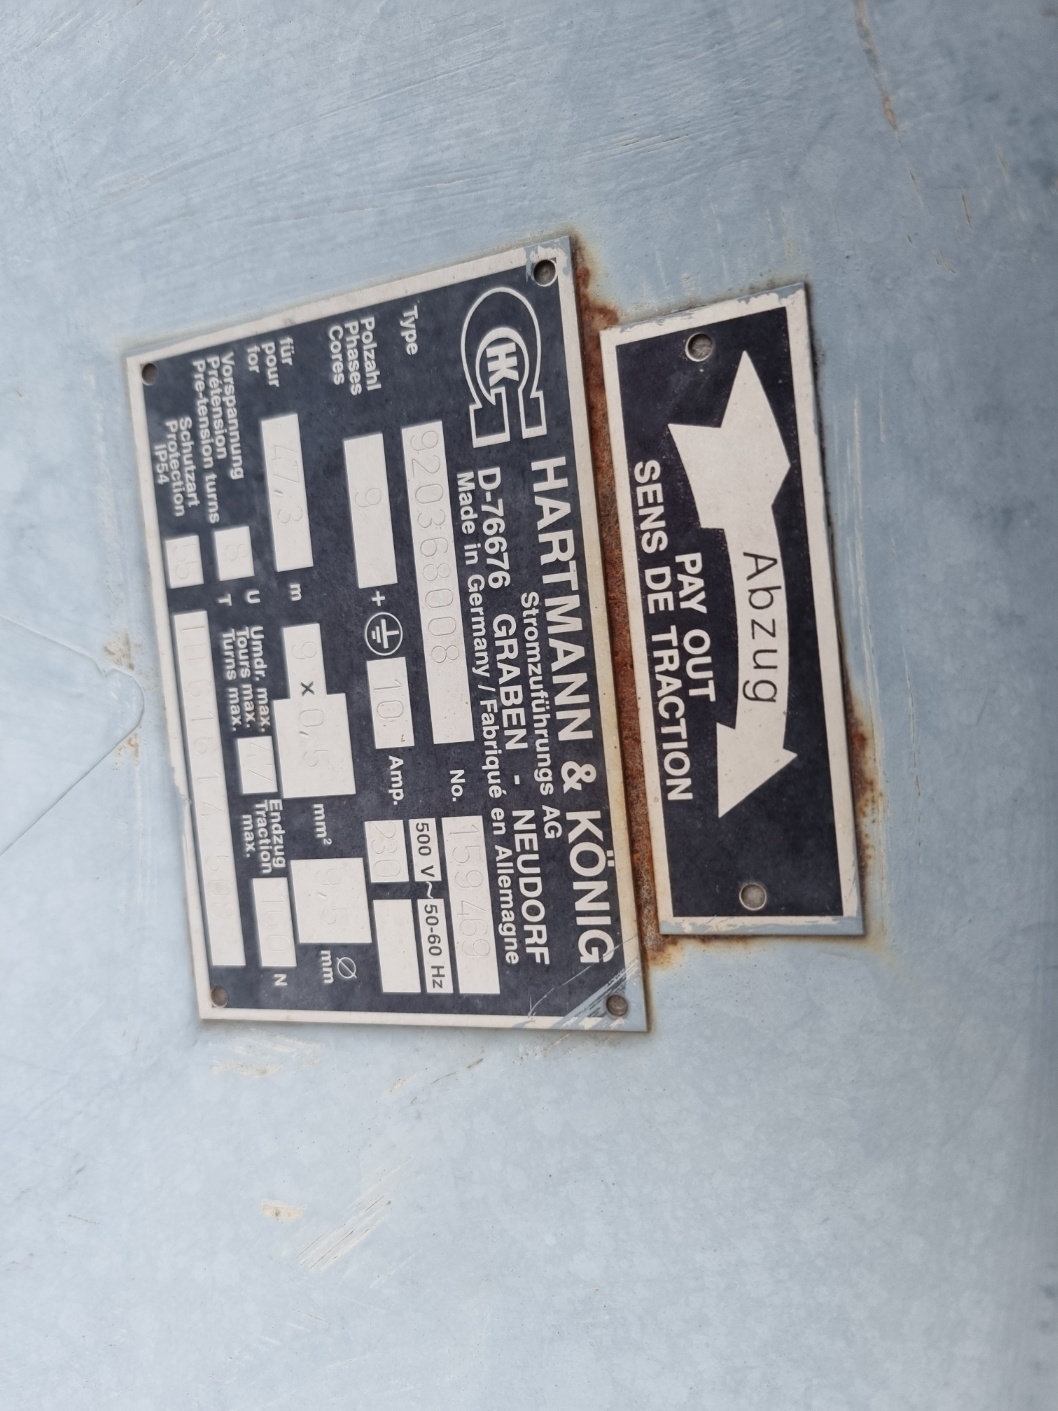 Abzug
PAY OUT
SENS DE TRACTION
HK
HARTMANN & KÖNIG
Stromzuführungs AG
D-76676 GRABEN - NEUDORF
Made in Germany / Fabriqué en Allemagne
Type 9203680008 No. 159469
Polzahl
Phases
Cores
9 + 10 Amp. 500 V~ 50-60 Hz
230
für
pour
for
47,3 m 9 x 0,5 mm² 9,5 Ø mm
Vorspannung
Prétension
Pre-tension turns
8 U T
Umdr. max.
Tours max.
Turns max.
Endzug
Traction
max.
N
Schutzart
Protection
IP54